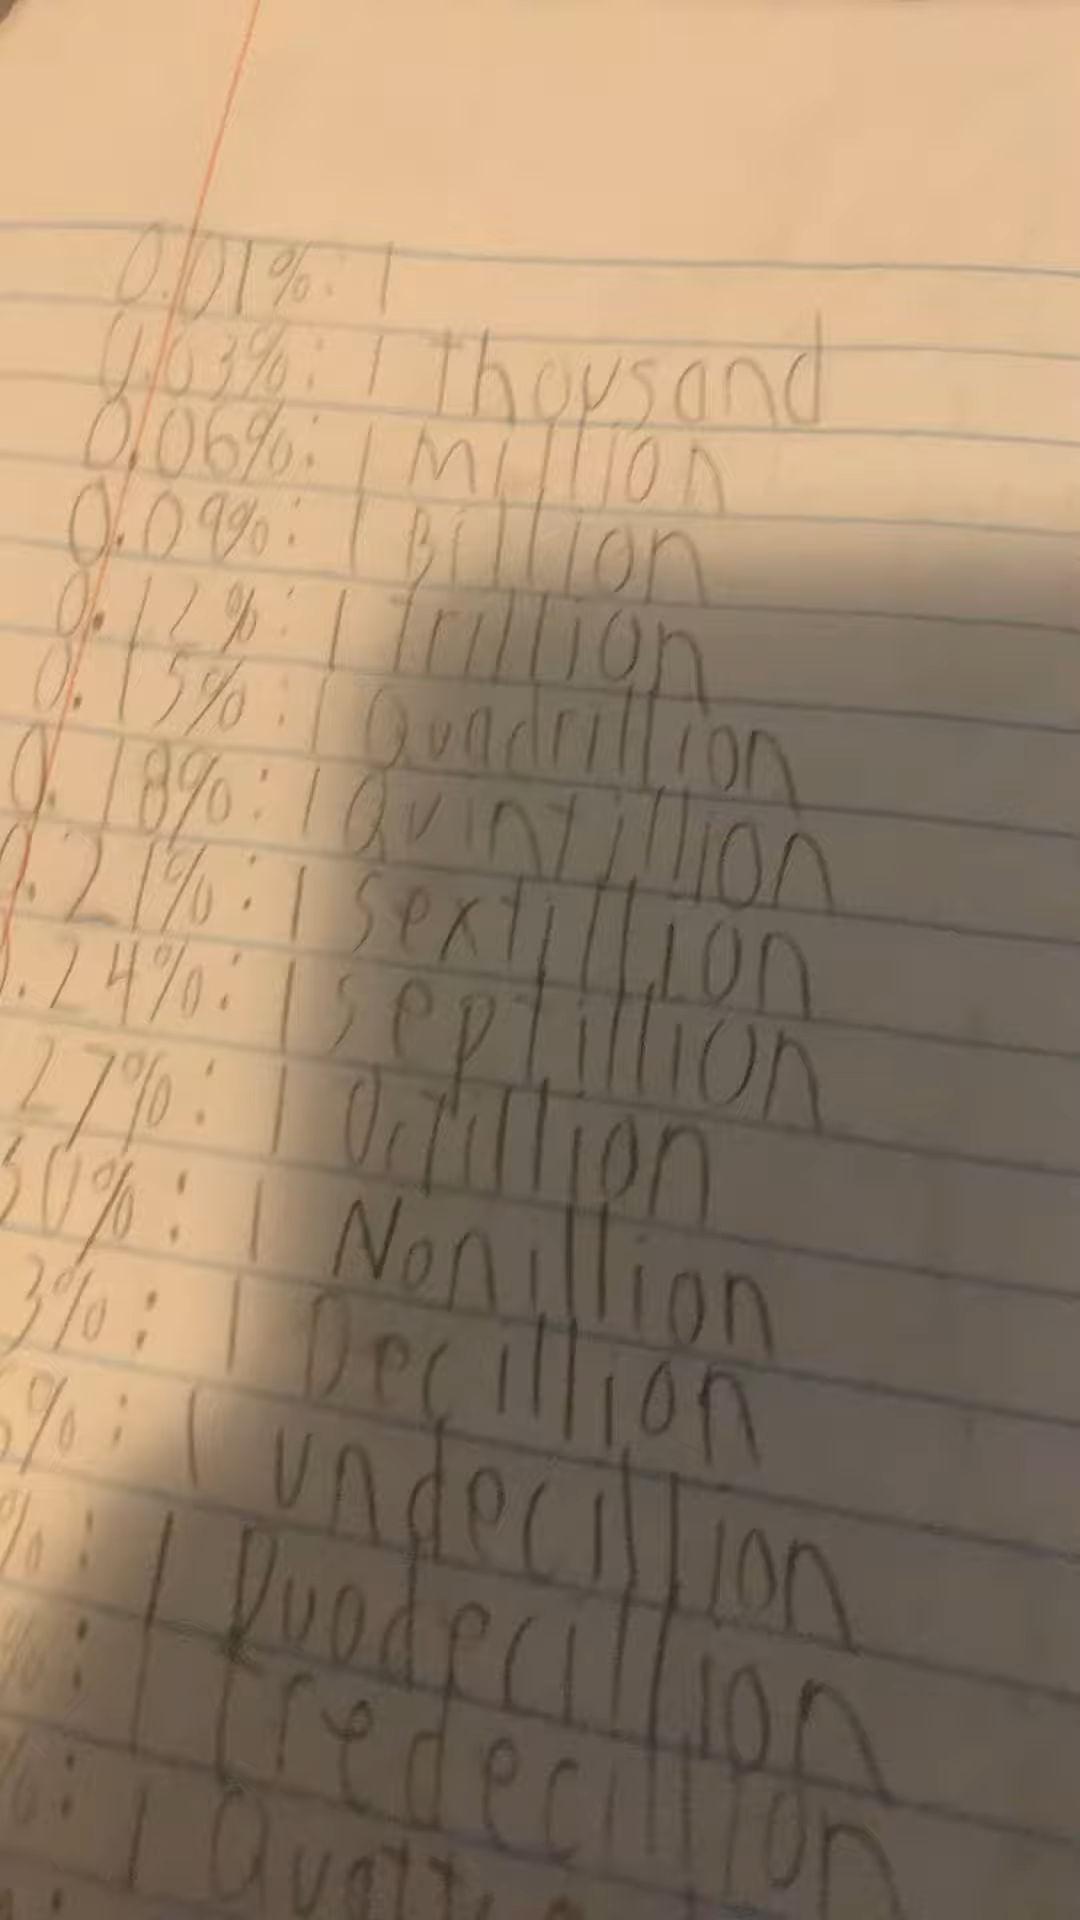 0.01%: 1
0.03%: 1 Thousand
0.06%: 1 Million
0.09%: 1 Billion
0.12%: 1 Trillion
0.15%: 1 Quadrillion
0.18%: 1 Quintillion
0.21%: 1 Sextillion
.24%: 1 Septillion
27%: 1 Octillion
30%: 1 Nonillion
3%: 1 Decillion
%: 1 undecillion
%: 1 Duodecillion
%: 1 Tredecillion
%: 1